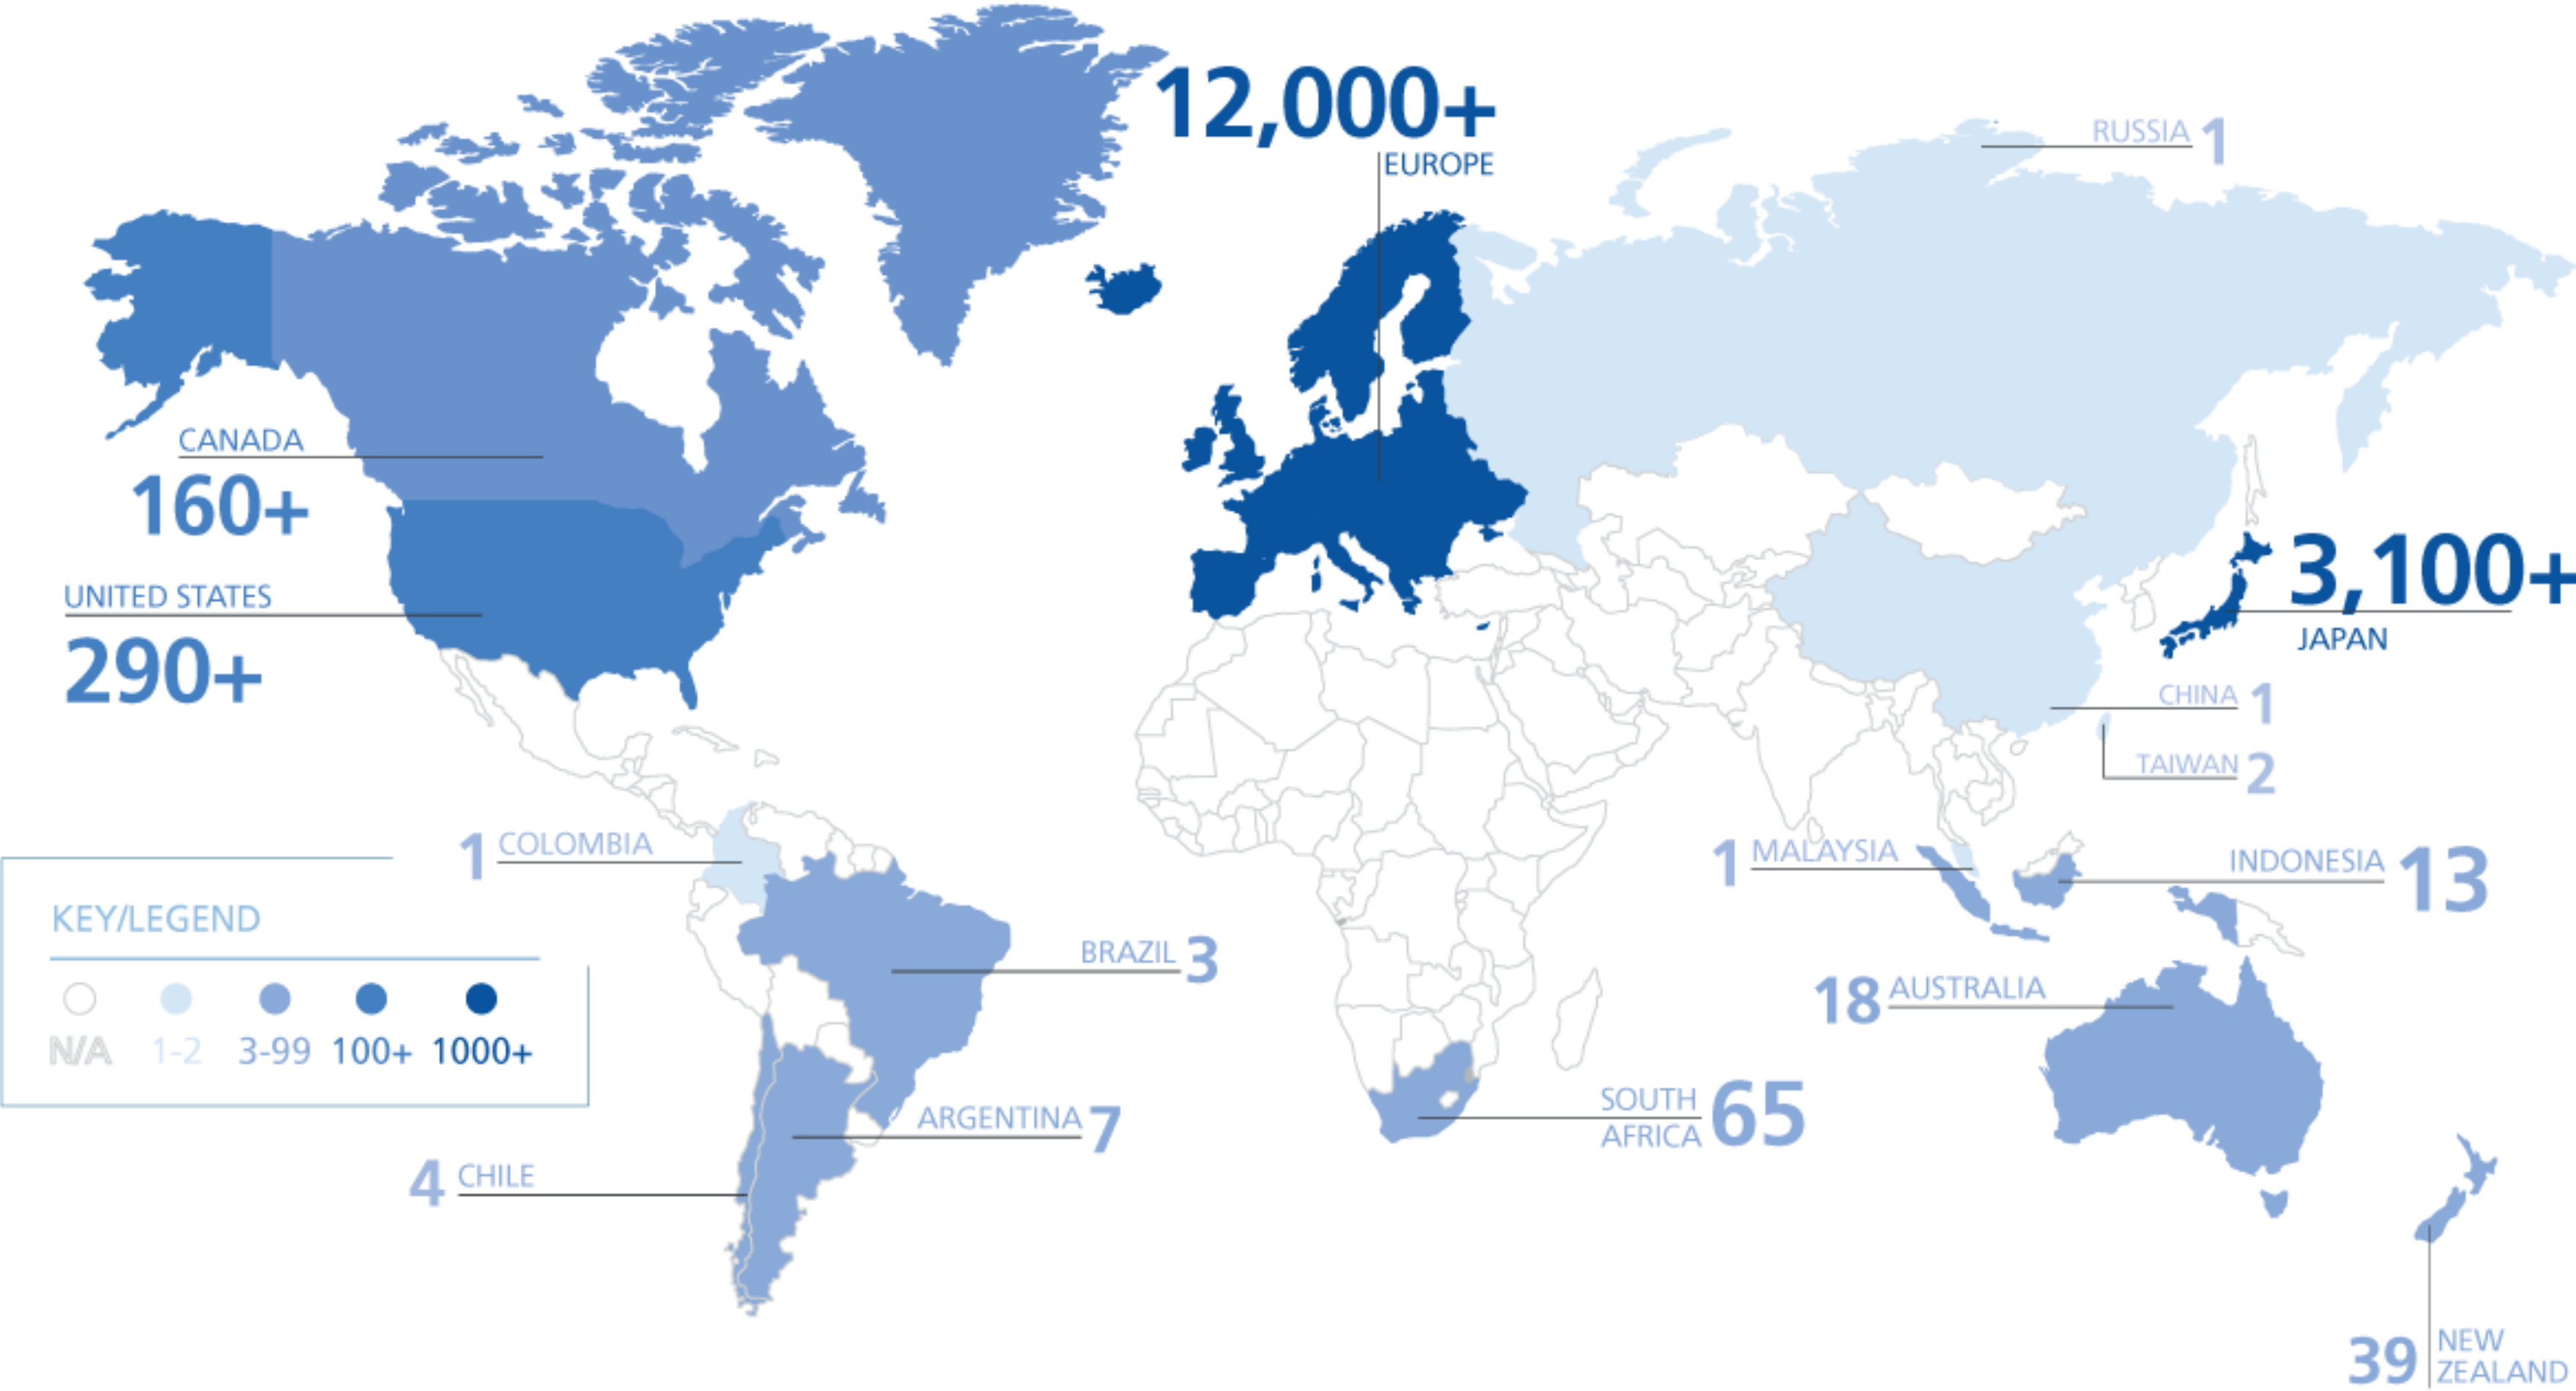 12,000+
EUROPE
RUSSIA 1
CANADA
160+
UNITED STATES
290+
3,100+
JAPAN
CHINA 1
TAIWAN 2
1 COLOMBIA
1 MALAYSIA
INDONESIA 13
KEY/LEGEND
N/A 1-2 3-99 100+ 1000+
BRAZIL 3
18 AUSTRALIA
ARGENTINA 7
SOUTH
AFRICA 65
4 CHILE
39 NEW
ZEALAND